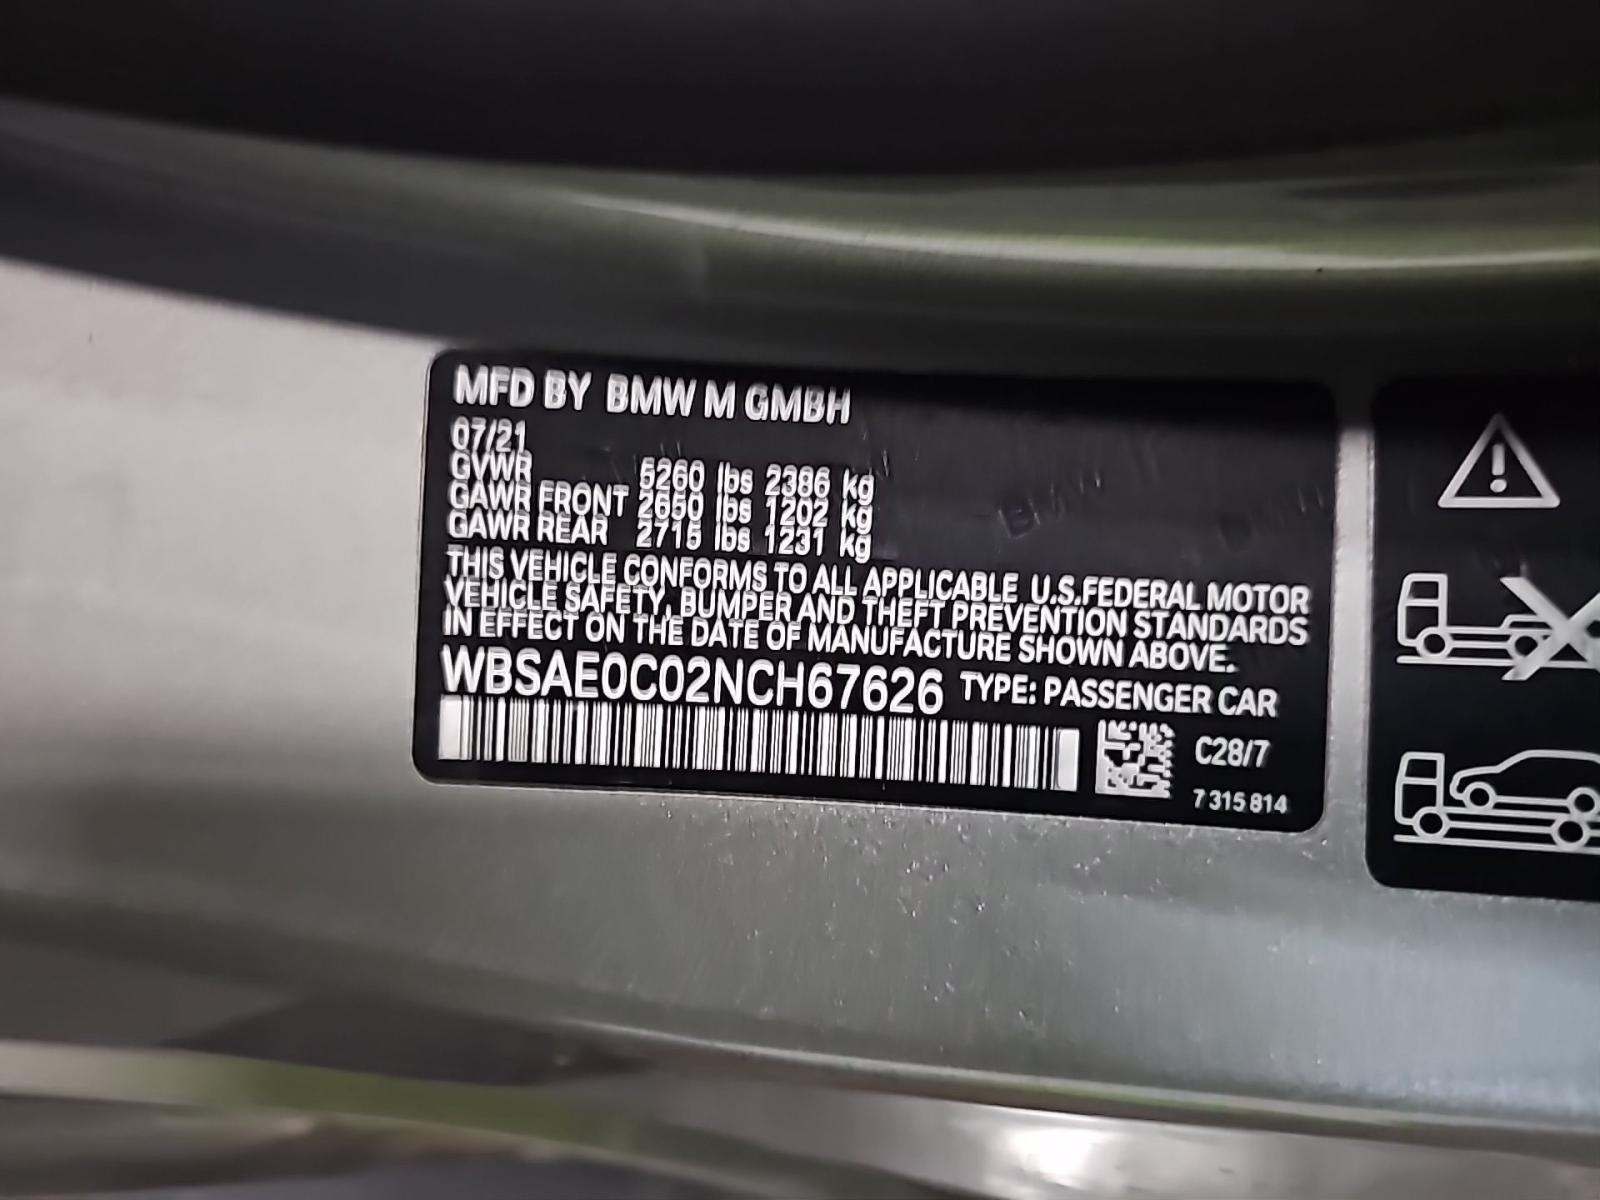 MFD BY BMW M GMBH
07/21
GVWR 5260 lbs 2386 kg
GAWR FRONT 2650 lbs 1202 kg
GAWR REAR 2715 lbs 1231 kg
THIS VEHICLE CONFORMS TO ALL APPLICABLE U.S.FEDERAL MOTOR
VEHICLE SAFETY, BUMPER AND THEFT PREVENTION STANDARDS
IN EFFECT ON THE DATE OF MANUFACTURE SHOWN ABOVE.
WBSAE0C02NCH67626 TYPE: PASSENGER CAR
C28/7
7 315 814